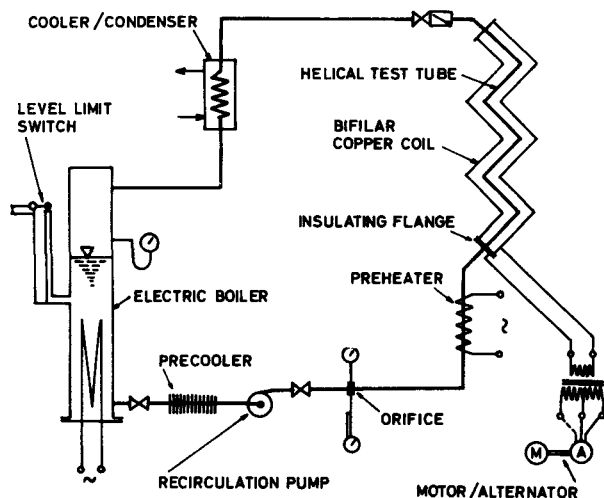 COOLER/CONDENSER
HELICAL TEST TUBE
LEVEL LIMIT
SWITCH
BIFILAR
COPPER COIL
INSULATING FLANGE
PREHEATER
ELECTRIC BOILER
~
PRECOOLER
ORIFICE
RECIRCULATION PUMP
~
M
A
MOTOR/ALTERNATOR